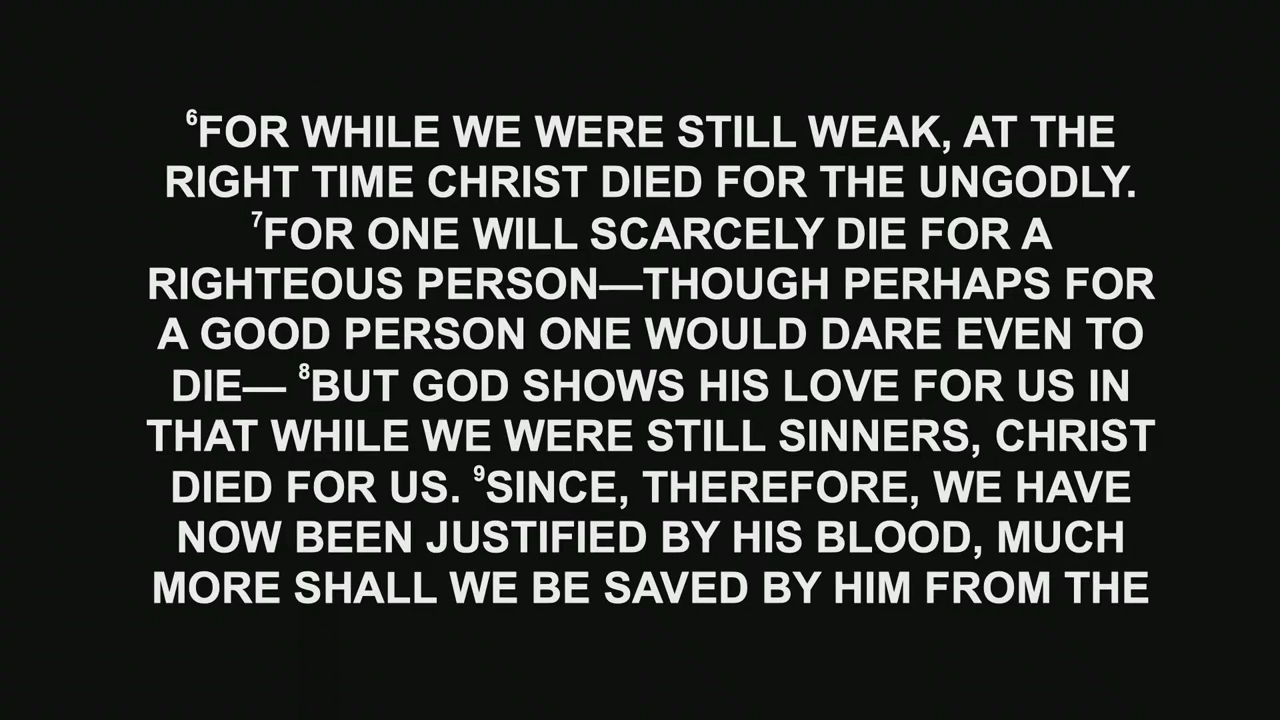 ⁶FOR WHILE WE WERE STILL WEAK, AT THE
RIGHT TIME CHRIST DIED FOR THE UNGODLY.
⁷FOR ONE WILL SCARCELY DIE FOR A
RIGHTEOUS PERSON—THOUGH PERHAPS FOR
A GOOD PERSON ONE WOULD DARE EVEN TO
DIE— ⁸BUT GOD SHOWS HIS LOVE FOR US IN
THAT WHILE WE WERE STILL SINNERS, CHRIST
DIED FOR US. ⁹SINCE, THEREFORE, WE HAVE
NOW BEEN JUSTIFIED BY HIS BLOOD, MUCH
MORE SHALL WE BE SAVED BY HIM FROM THE